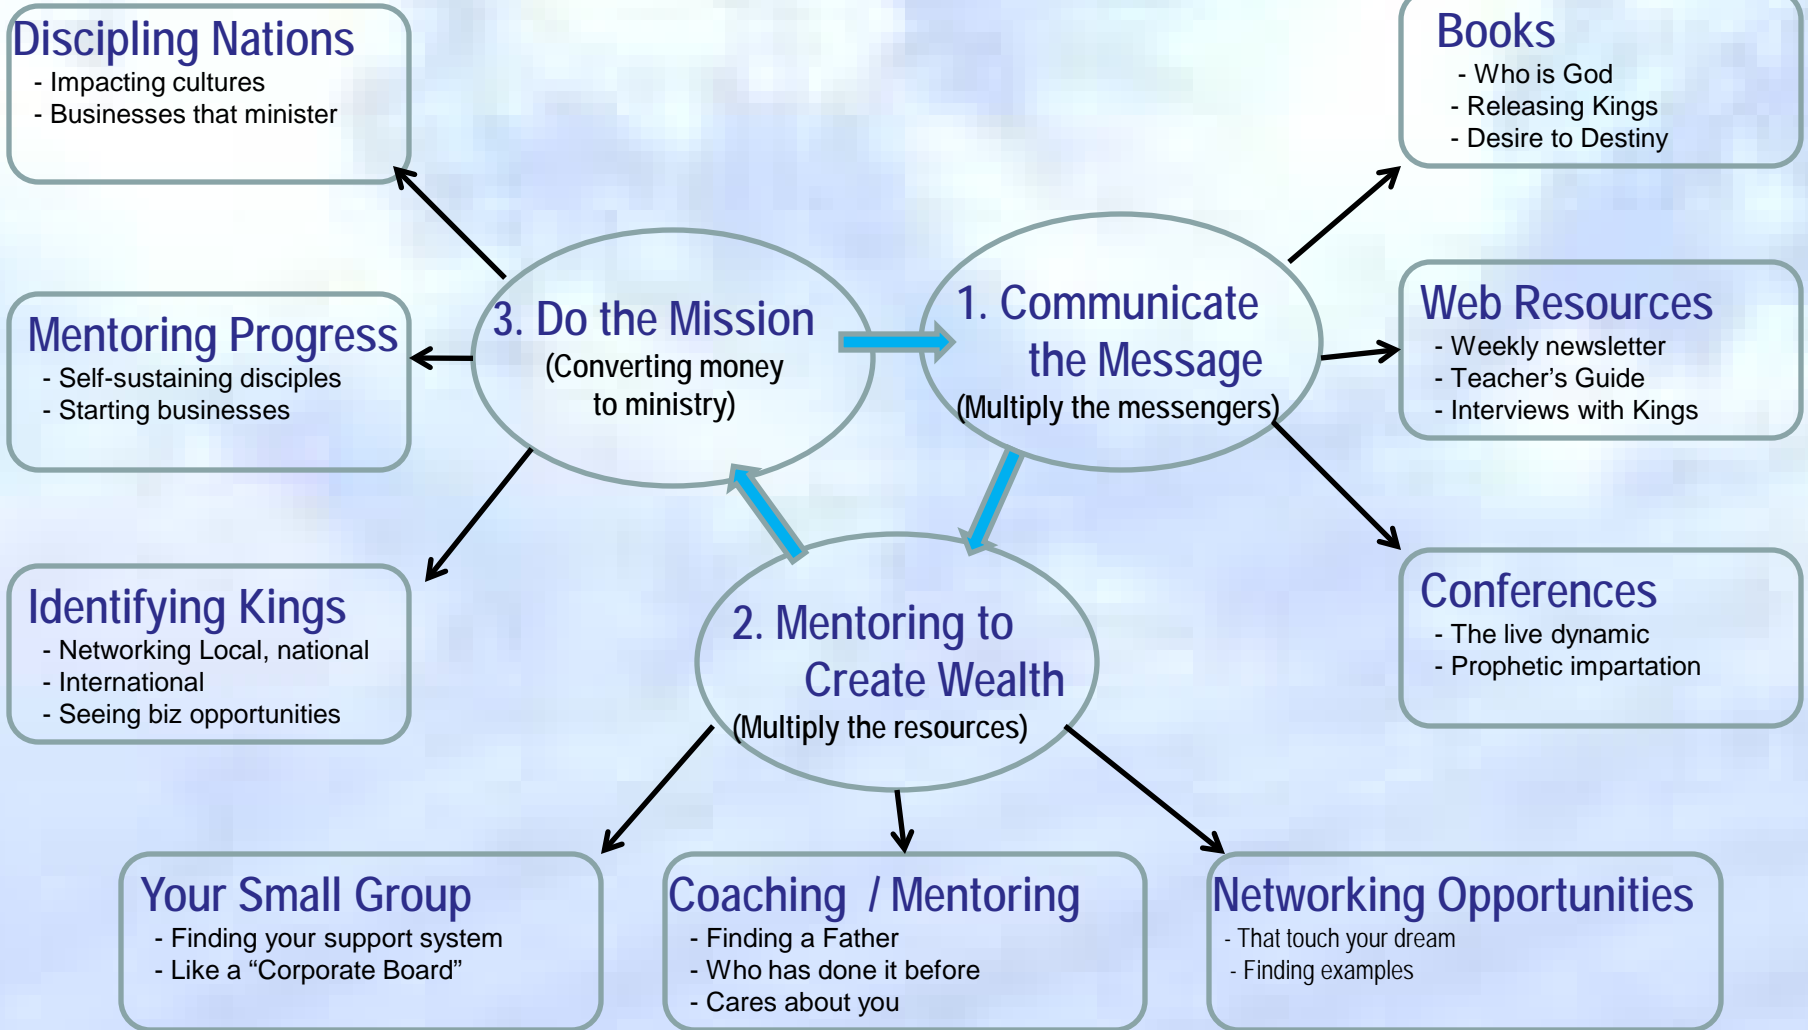 Discipling Nations
- Impacting cultures
- Businesses that minister
Mentoring Progress
- Self-sustaining disciples
- Starting businesses
Identifying Kings
- Networking Local, national
- International
- Seeing biz opportunities
3. Do the Mission
(Converting money
to ministry)
1. Communicate
the Message
(Multiply the messengers)
2. Mentoring to
Create Wealth
(Multiply the resources)
Books
- Who is God
- Releasing Kings
- Desire to Destiny
Web Resources
- Weekly newsletter
- Teacher’s Guide
- Interviews with Kings
Conferences
- The live dynamic
- Prophetic impartation
Your Small Group
- Finding your support system
- Like a “Corporate Board”
Coaching / Mentoring
- Finding a Father
- Who has done it before
- Cares about you
Networking Opportunities
- That touch your dream
- Finding examples